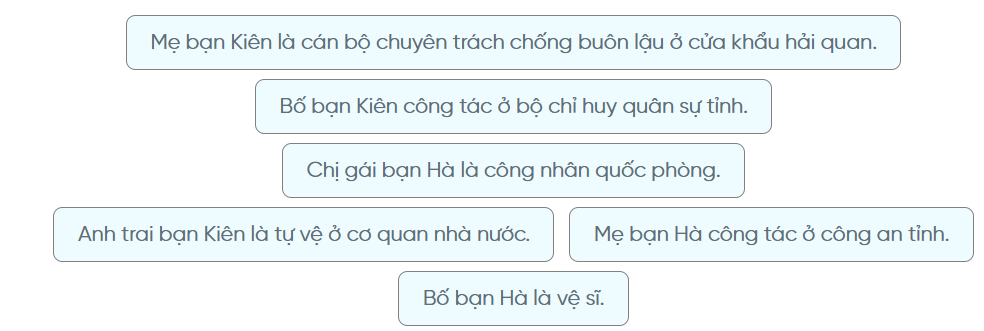 Mẹ bạn Kiên là cán bộ chuyên trách chống buôn lậu ở cửa khẩu hải quan.
Bố bạn Kiên công tác ở bộ chỉ huy quân sự tỉnh.
Chị gái bạn Hà là công nhân quốc phòng.
Anh trai bạn Kiên là tự vệ ở cơ quan nhà nước.
Mẹ bạn Hà công tác ở công an tỉnh.
Bố bạn Hà là vệ sĩ.